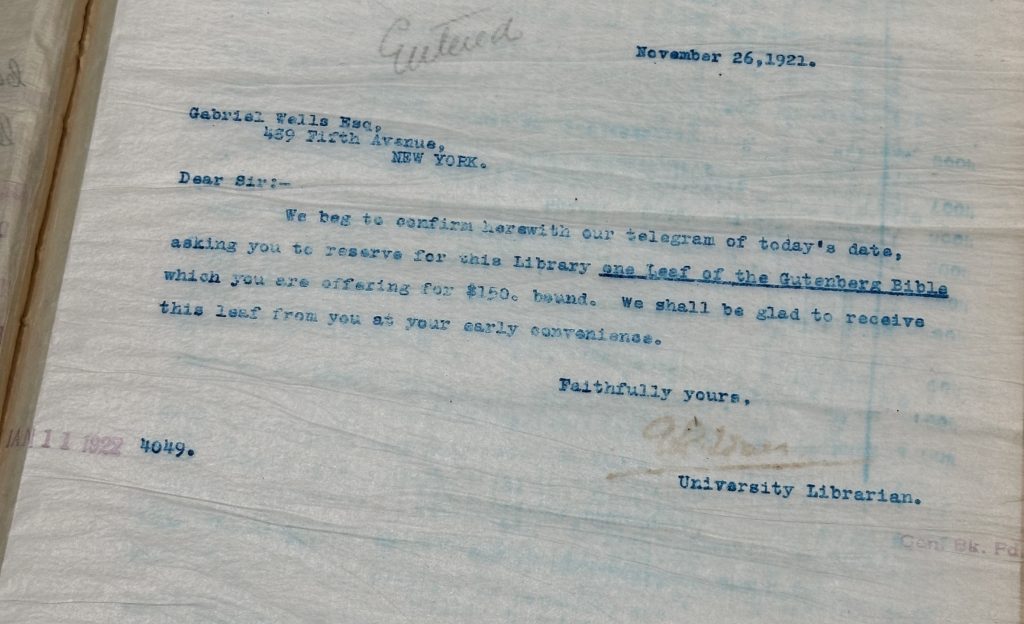 Entered
November 26,1921.
Gabriel Wells Esq,
489 Fifth Avenue,
NEW YORK.
Dear Sir:-
We beg to confirm herewith our telegram of today's date,
asking you to reserve for this Library one Leaf of the Gutenberg Bible
which you are offering for $150. bound. We shall be glad to receive
this leaf from you at your early convenience.
Faithfully yours,
University Librarian.
JAN 11 1922 4049.